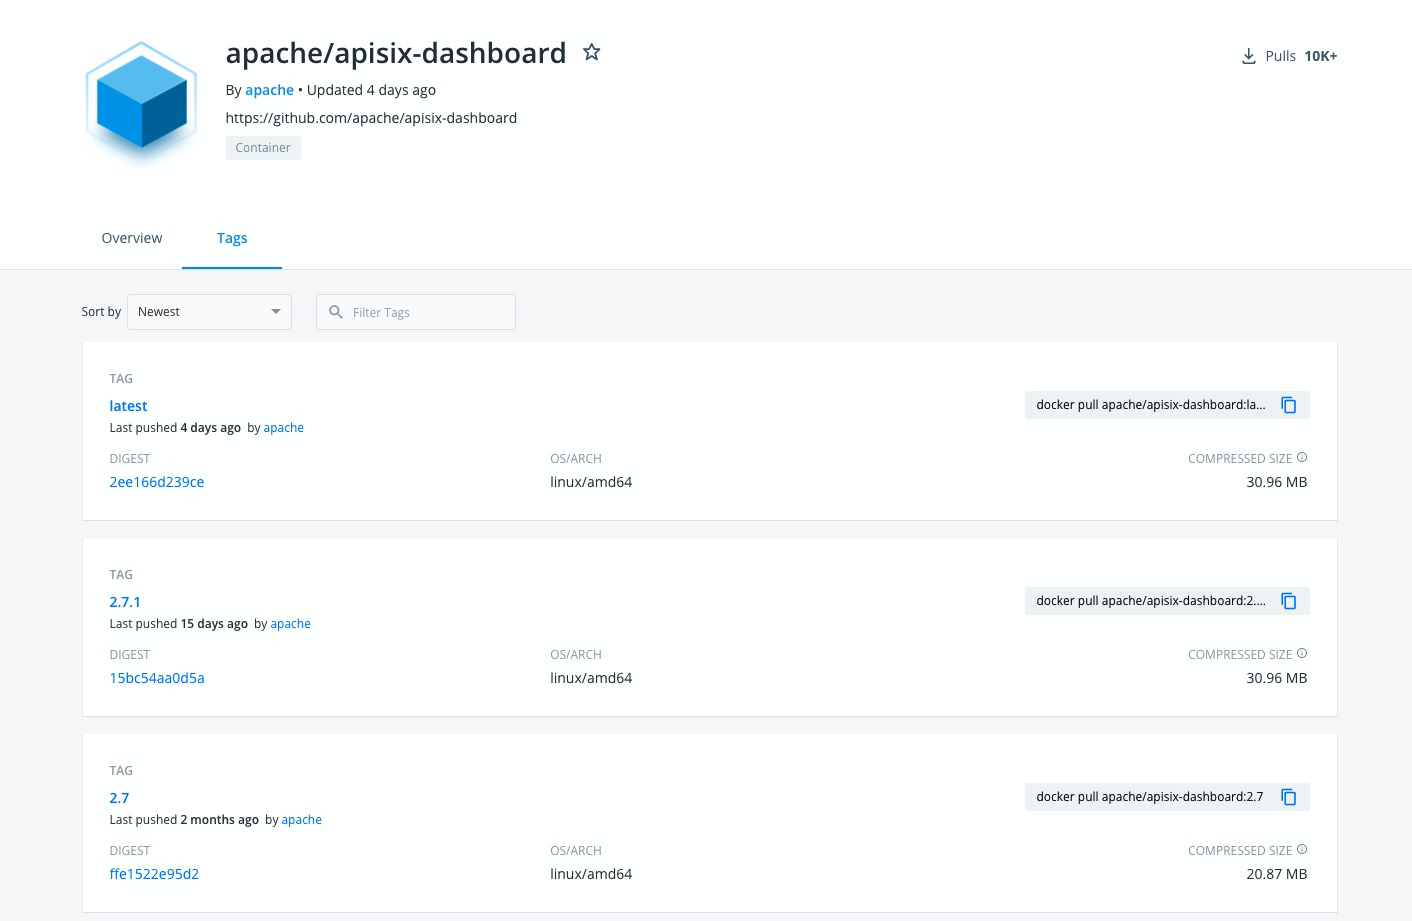 apache/apisix-dashboard
Pulls 10K+
By apache • Updated 4 days ago
https://github.com/apache/apisix-dashboard
Container
Overview Tags
Sort by Newest Filter Tags
TAG
latest
docker pull apache/apisix-dashboard:la...
Last pushed 4 days ago by apache
DIGEST OS/ARCH COMPRESSED SIZE
2ee166d239ce linux/amd64 30.96 MB
TAG
2.7.1
docker pull apache/apisix-dashboard:2....
Last pushed 15 days ago by apache
DIGEST OS/ARCH COMPRESSED SIZE
15bc54aa0d5a linux/amd64 30.96 MB
TAG
2.7
docker pull apache/apisix-dashboard:2.7
Last pushed 2 months ago by apache
DIGEST OS/ARCH COMPRESSED SIZE
ffe1522e95d2 linux/amd64 20.87 MB